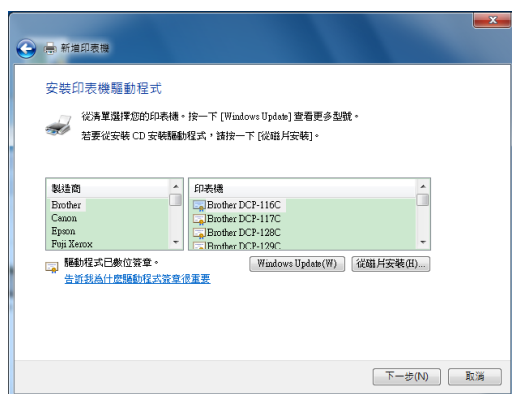 新增印表機
安裝印表機驅動程式
從清單選擇您的印表機。按一下 [Windows Update] 查看更多型號。
若要從安裝 CD 安裝驅動程式，請按一下 [從磁片安裝]。
製造商
Brother
Canon
Epson
Fuji Xerox
印表機
Brother DCP-116C
Brother DCP-117C
Brother DCP-128C
Brother DCP-129C
驅動程式已數位簽章。
告訴我為什麼驅動程式簽章很重要
Windows Update(W)
從磁片安裝(H)...
下一步(N)
取消